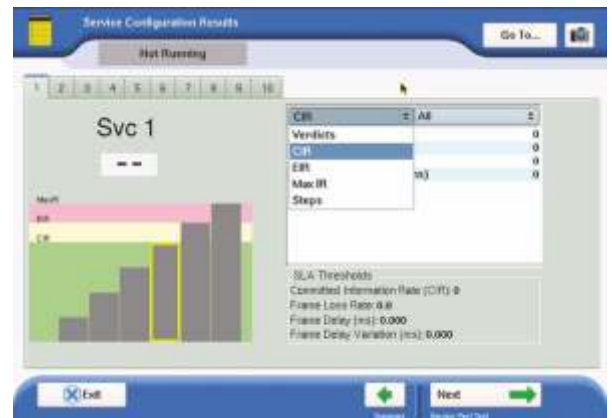 Service Configuration Results
Go To...
Not Running
1 2 3 4 5 6 7 8 9 10
Svc 1
--
CIR
All
Verdicts
0
CIR
0
EIR
0
Max IR
0
Steps
Max IR
EIR
CIR
SLA Thresholds
Committed Information Rate (CIR): 0
Frame Loss Rate: 0.0
Frame Delay (ms): 0.000
Frame Delay Variation (ms): 0.000
Exit
Next